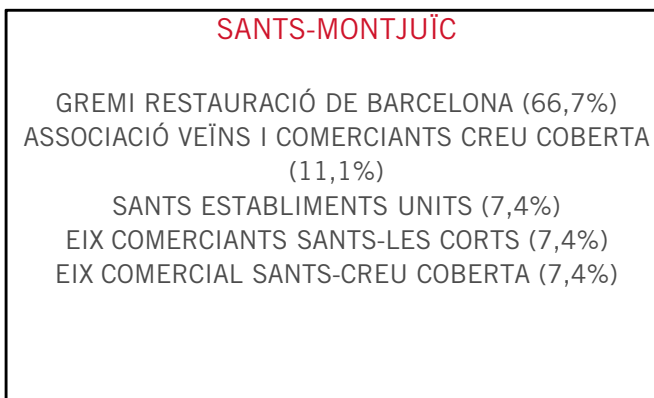 SANTS-MONTJUÏC
GREMI RESTAURACIÓ DE BARCELONA (66,7%)
ASSOCIACIÓ VEÏNS I COMERCIANTS CREU COBERTA
(11,1%)
SANTS ESTABLIMENTS UNITS (7,4%)
EIX COMERCIANTS SANTS-LES CORTS (7,4%)
EIX COMERCIAL SANTS-CREU COBERTA (7,4%)